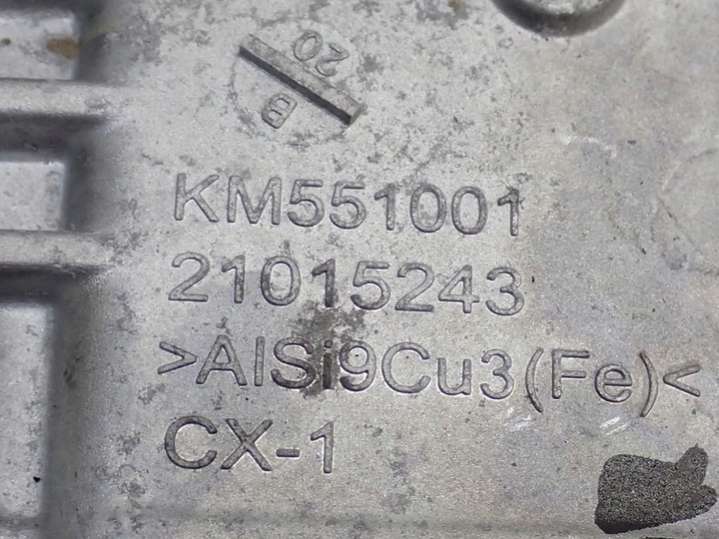 20
B
KM551001
21015243
>AlSi9Cu3(Fe)<
CX-1